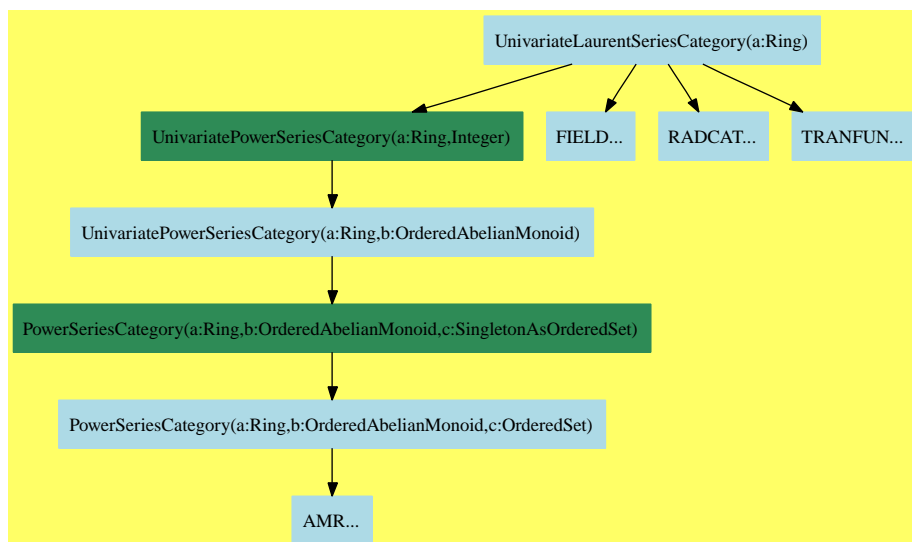 UnivariateLaurentSeriesCategory(a:Ring)
UnivariatePowerSeriesCategory(a:Ring,Integer)
FIELD...
RADCAT...
TRANFUN...
UnivariatePowerSeriesCategory(a:Ring,b:OrderedAbelianMonoid)
PowerSeriesCategory(a:Ring,b:OrderedAbelianMonoid,c:SingletonAsOrderedSet)
PowerSeriesCategory(a:Ring,b:OrderedAbelianMonoid,c:OrderedSet)
AMR...